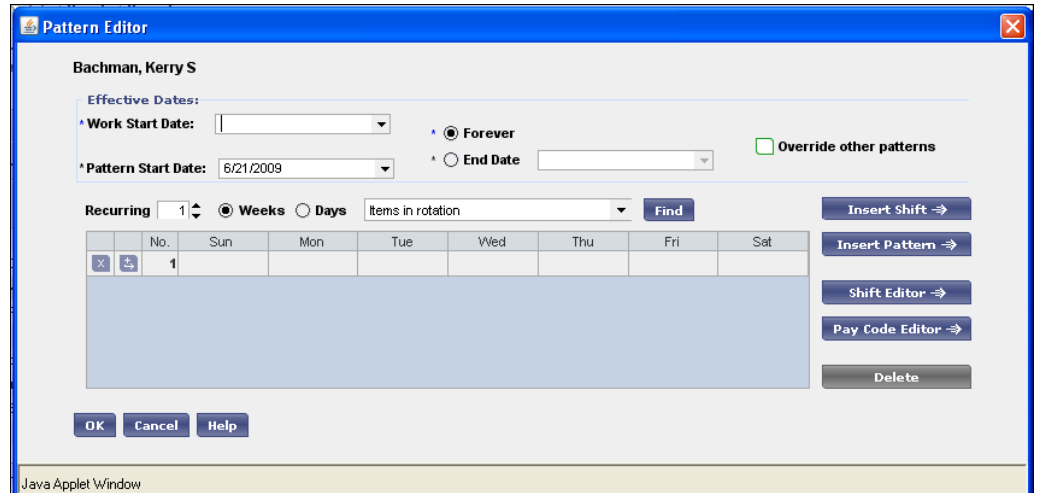 Pattern Editor
Bachman, Kerry S
Effective Dates:
* Work Start Date:
* Forever
* End Date
Override other patterns
* Pattern Start Date: 6/21/2009
Recurring 1 Weeks Days Items in rotation Find
Insert Shift
No. Sun Mon Tue Wed Thu Fri Sat
Insert Pattern
X 1
Shift Editor
Pay Code Editor
Delete
OK Cancel Help
Java Applet Window